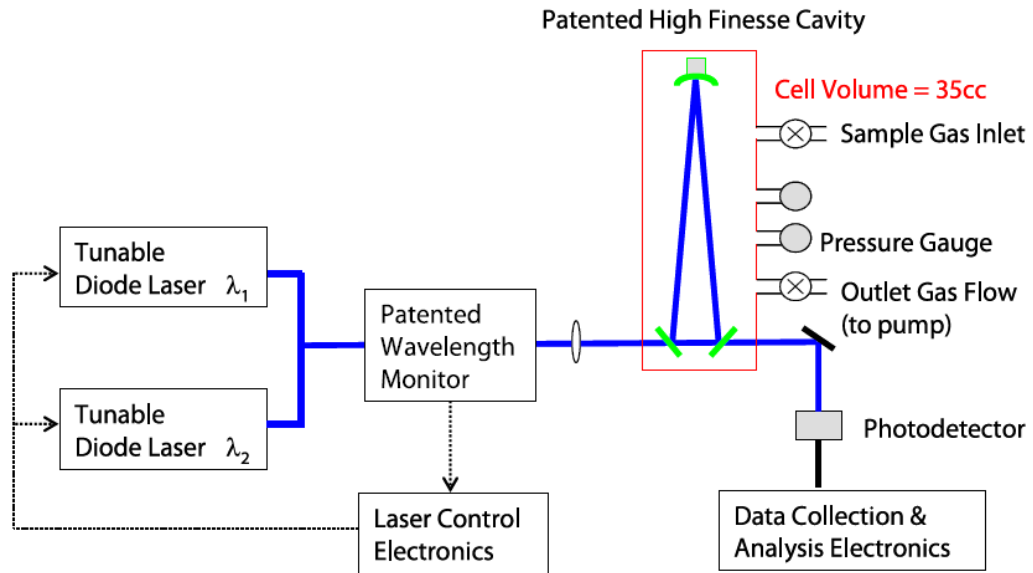 Patented High Finesse Cavity
Cell Volume = 35cc
Sample Gas Inlet
Pressure Gauge
Outlet Gas Flow
(to pump)
Tunable
Diode Laser λ1
Patented
Wavelength
Monitor
Tunable
Diode Laser λ2
Photodetector
Laser Control
Electronics
Data Collection &
Analysis Electronics